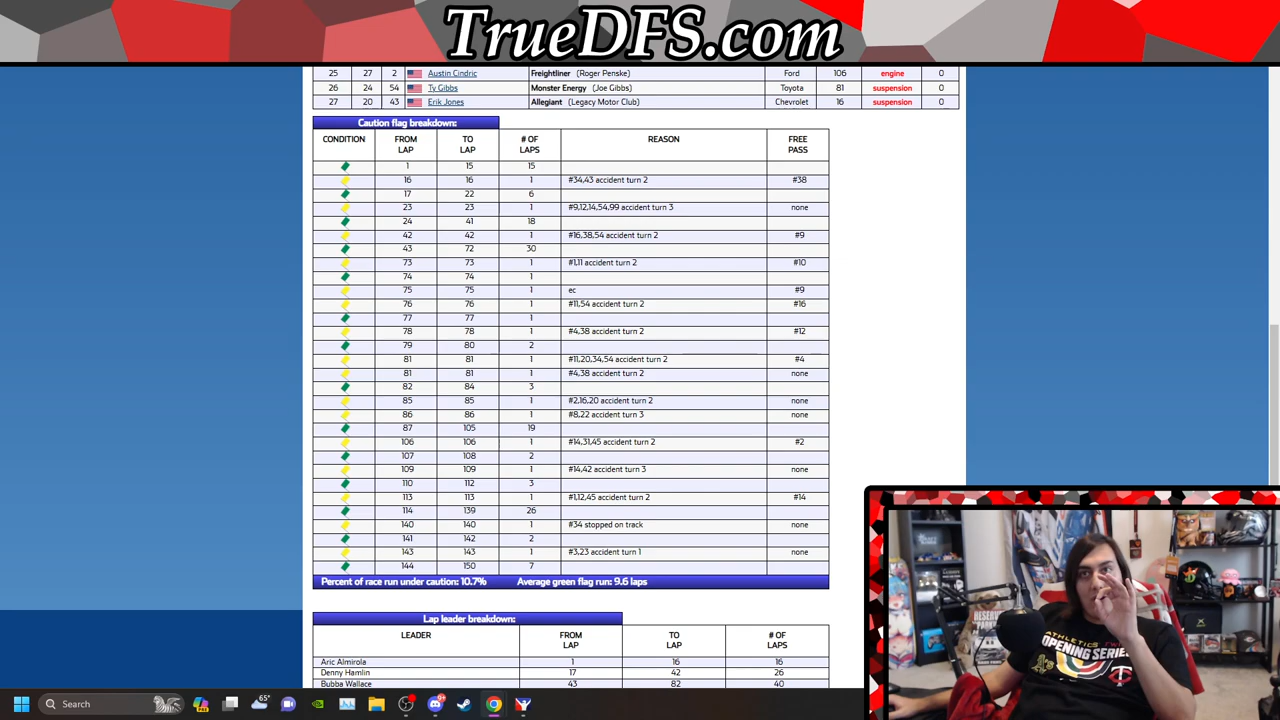 TrueDFS.com
25 27 2 Austin Cindric Freightliner (Roger Penske) Ford 106 engine 0
26 24 54 Ty Gibbs Monster Energy (Joe Gibbs) Toyota 81 suspension 0
27 20 43 Erik Jones Allegiant (Legacy Motor Club) Chevrolet 16 suspension 0
Caution flag breakdown:
CONDITION FROM LAP TO LAP # OF LAPS REASON FREE PASS
1 15 15
16 16 1 #34,43 accident turn 2 #38
17 22 6
23 23 1 #9,12,14,54,99 accident turn 3 none
24 41 18
42 42 1 #16,38,54 accident turn 2 #9
43 72 30
73 73 1 #1,11 accident turn 2 #10
74 74 1
75 75 1 ec #9
76 76 1 #11,54 accident turn 2 #16
77 77 1
78 78 1 #4,38 accident turn 2 #12
79 80 2
81 81 1 #11,20,34,54 accident turn 2 #4
81 81 1 #4,38 accident turn 2 none
82 84 3
85 85 1 #2,16,20 accident turn 2 none
86 86 1 #8,22 accident turn 3 none
87 105 19
106 106 1 #14,31,45 accident turn 2 #2
107 108 2
109 109 1 #14,42 accident turn 3 none
110 112 3
113 113 1 #1,12,45 accident turn 2 #14
114 139 26
140 140 1 #34 stopped on track none
141 142 2
143 143 1 #3,23 accident turn 1 none
144 150 7
Percent of race run under caution: 10.7% Average green flag run: 9.6 laps
Lap leader breakdown:
LEADER FROM LAP TO LAP # OF LAPS
Aric Almirola 1 16 16
Denny Hamlin 17 42 26
Bubba Wallace 43 82 40
ATHLETICS TWINS
OPENING SERIES
A's
RESERVED
PARKING
XBOX
Search
65°